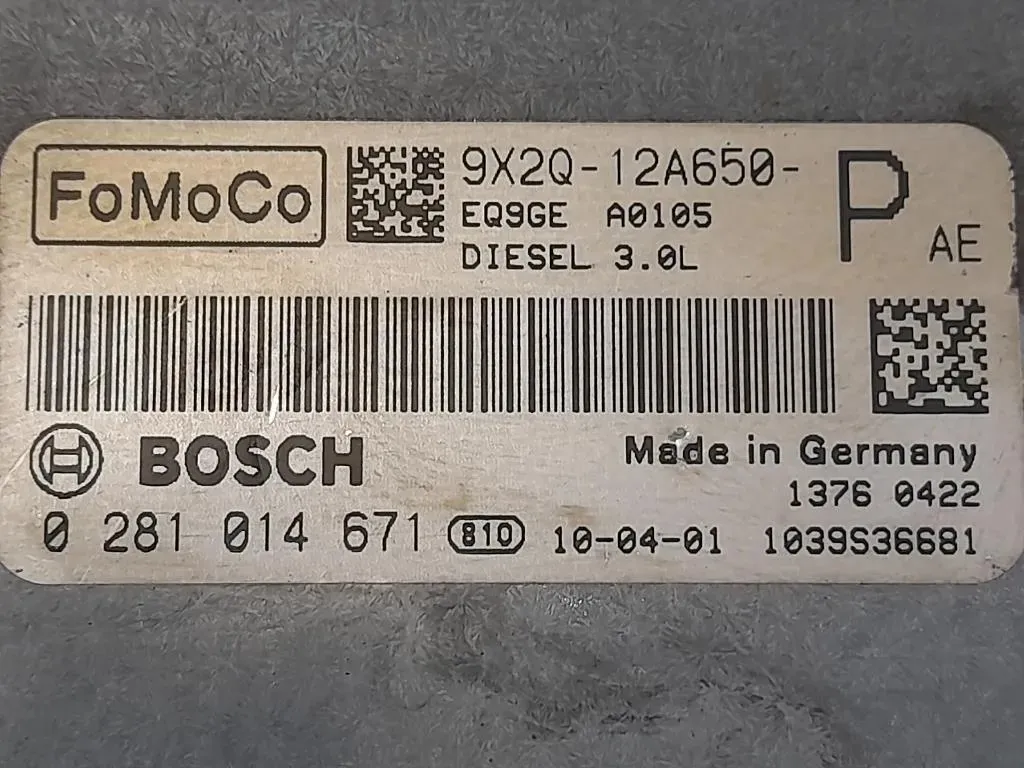 FoMoCo
9X2Q-12A650-
P
AE
EQ9GE A0105
DIESEL 3.0L
BOSCH
Made in Germany
1376 0422
0 281 014 671 810 10-04-01 1039S36681